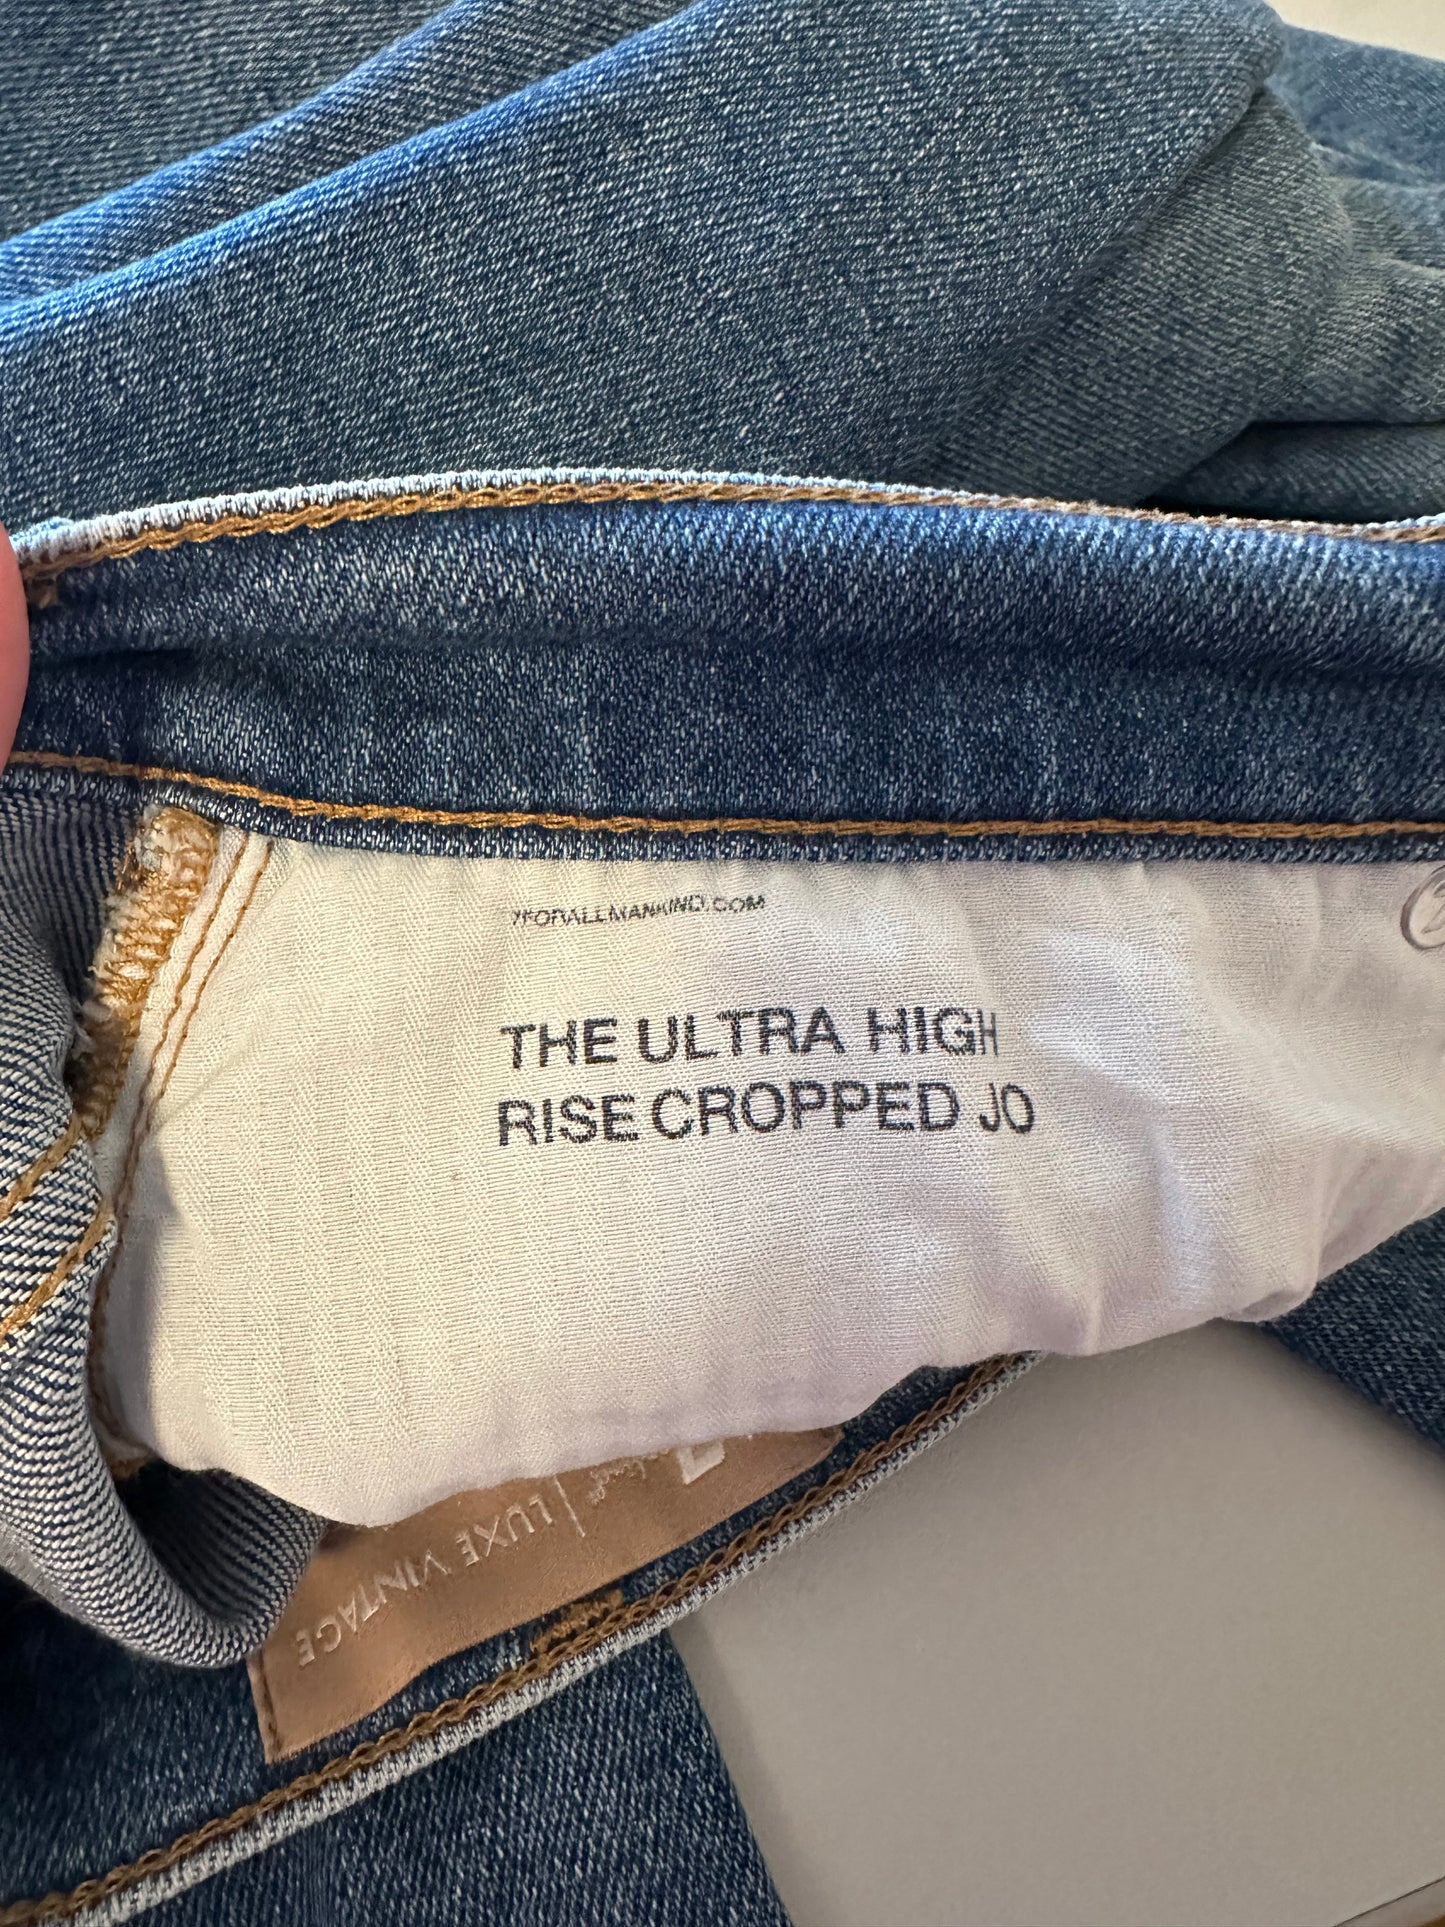 7FORALLMANKIND.COM
THE ULTRA HIGH
RISE CROPPED JO
LUXE VINTAGE